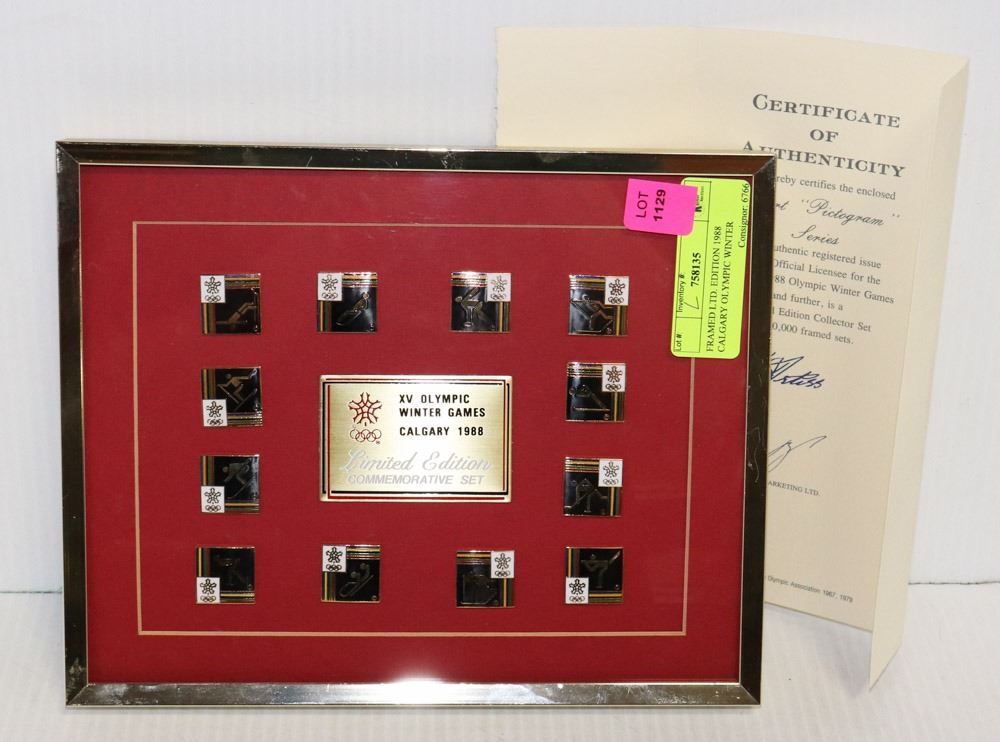 CERTIFICATE
OF
AUTHENTICITY
certifies the enclosed
"Pictogram"
Series
authentic registered issue
Official Licensee for the
88 Olympic Winter Games
and further, is a
Edition Collector Set
0,000 framed sets.
MARKETING LTD.
Olympic Association 1967, 1979
LOT
1129
Lot #:
Inventory #:
758135
Consignor: 6766
FRAMED LTD. EDITION 1988
CALGARY OLYMPIC WINTER
XV OLYMPIC
WINTER GAMES
CALGARY 1988
Limited Edition
COMMEMORATIVE SET